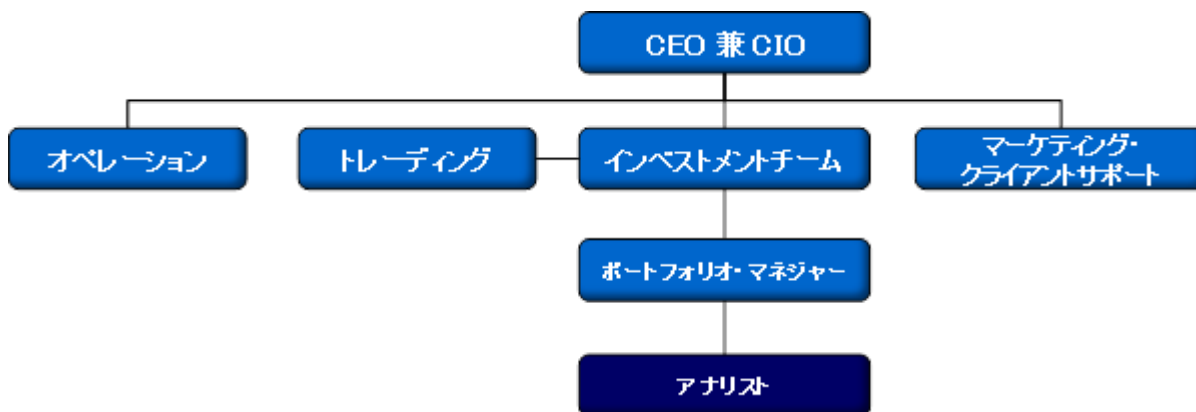 CEO 兼 CIO
オペレーション
トレーディング
インベストメントチーム
マーケティング・
クライアントサポート
ポートフォリオ・マネジャー
アナリスト